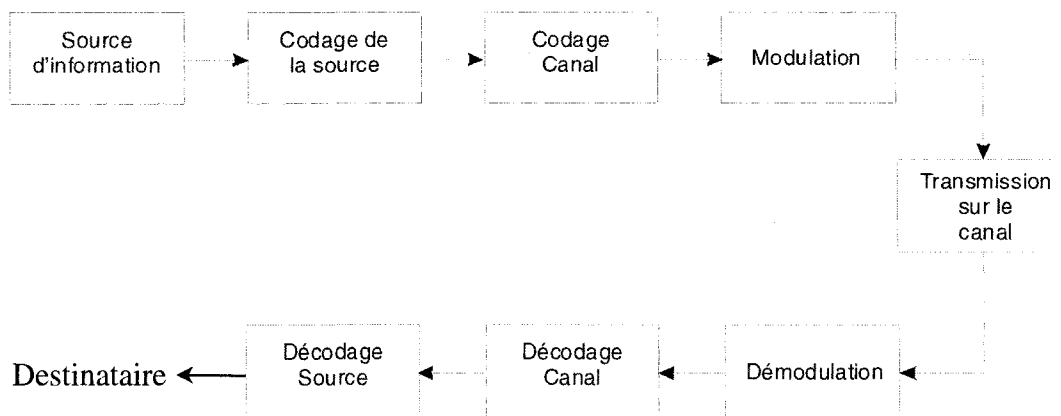 Source
d'information
Codage de
la source
Codage
Canal
Modulation
Transmission
sur le
canal
Démodulation
Décodage
Canal
Décodage
Source
Destinataire